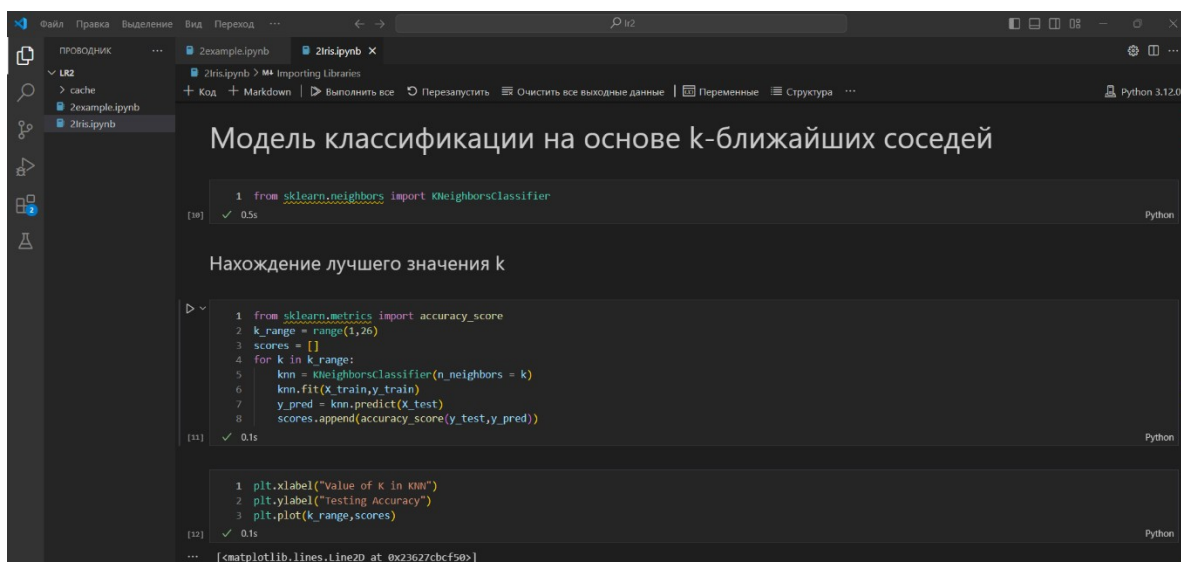 Файл Правка Выделение Вид Переход ··· lr2
ПРОВОДНИК ··· 2example.ipynb 2Iris.ipynb
LR2 2Iris.ipynb > M↓ Importing Libraries
cache + Код + Markdown | Выполнить все Перезапустить Очистить все выходные данные | Переменные Структура ··· Python 3.12.0
2example.ipynb
2Iris.ipynb
Модель классификации на основе k-ближайших соседей
1 from sklearn.neighbors import KNeighborsClassifier
[10] ✓ 0.5s Python
2
Нахождение лучшего значения k
1 from sklearn.metrics import accuracy_score
2 k_range = range(1,26)
3 scores = []
4 for k in k_range:
5 knn = KNeighborsClassifier(n_neighbors = k)
6 knn.fit(X_train,y_train)
7 y_pred = knn.predict(X_test)
8 scores.append(accuracy_score(y_test,y_pred))
[11] ✓ 0.1s Python
1 plt.xlabel("Value of K in KNN")
2 plt.ylabel("Testing Accuracy")
3 plt.plot(k_range,scores)
[12] ✓ 0.1s Python
··· [<matplotlib.lines.Line2D at 0x23627cbcf50>]